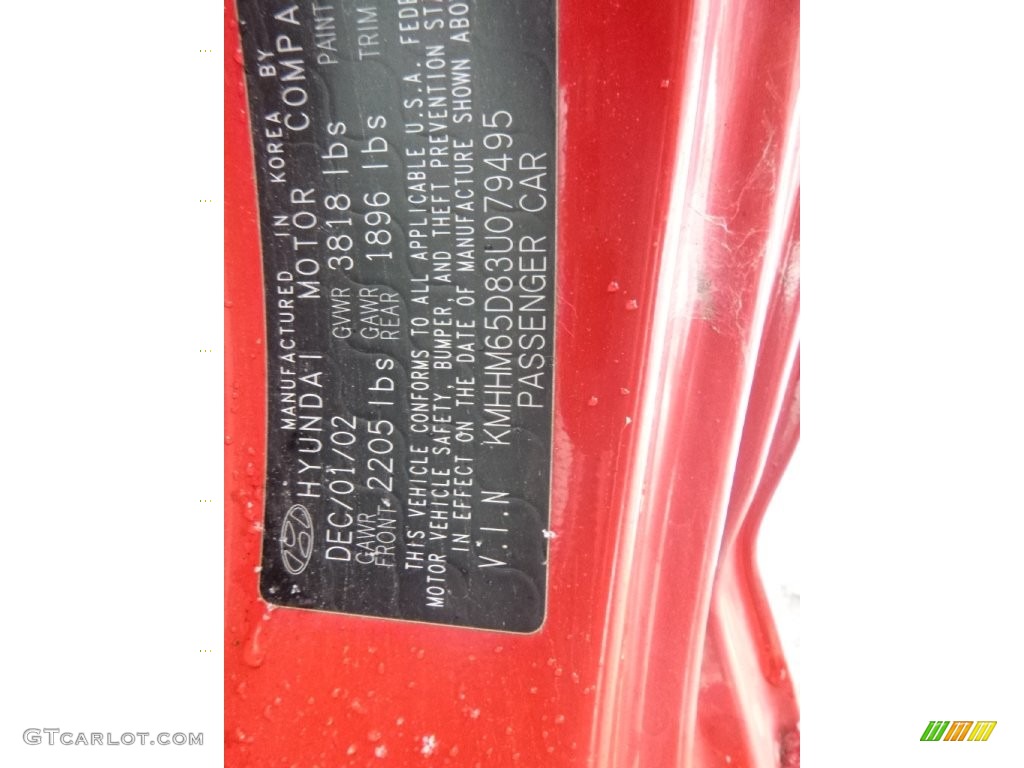 MANUFACTURED IN KOREA BY
HYUNDAI MOTOR COMPA
DEC/01/02 GVWR 3818 lbs PAINT
GAWR FRONT 2205 lbs GAWR REAR 1896 lbs TRIM
THIS VEHICLE CONFORMS TO ALL APPLICABLE U.S.A. FEDE
MOTOR VEHICLE SAFETY, BUMPER, AND THEFT PREVENTION STA
IN EFFECT ON THE DATE OF MANUFACTURE SHOWN ABO
V.I.N KMHHM65D83U079495
PASSENGER CAR
GTCarLot.com